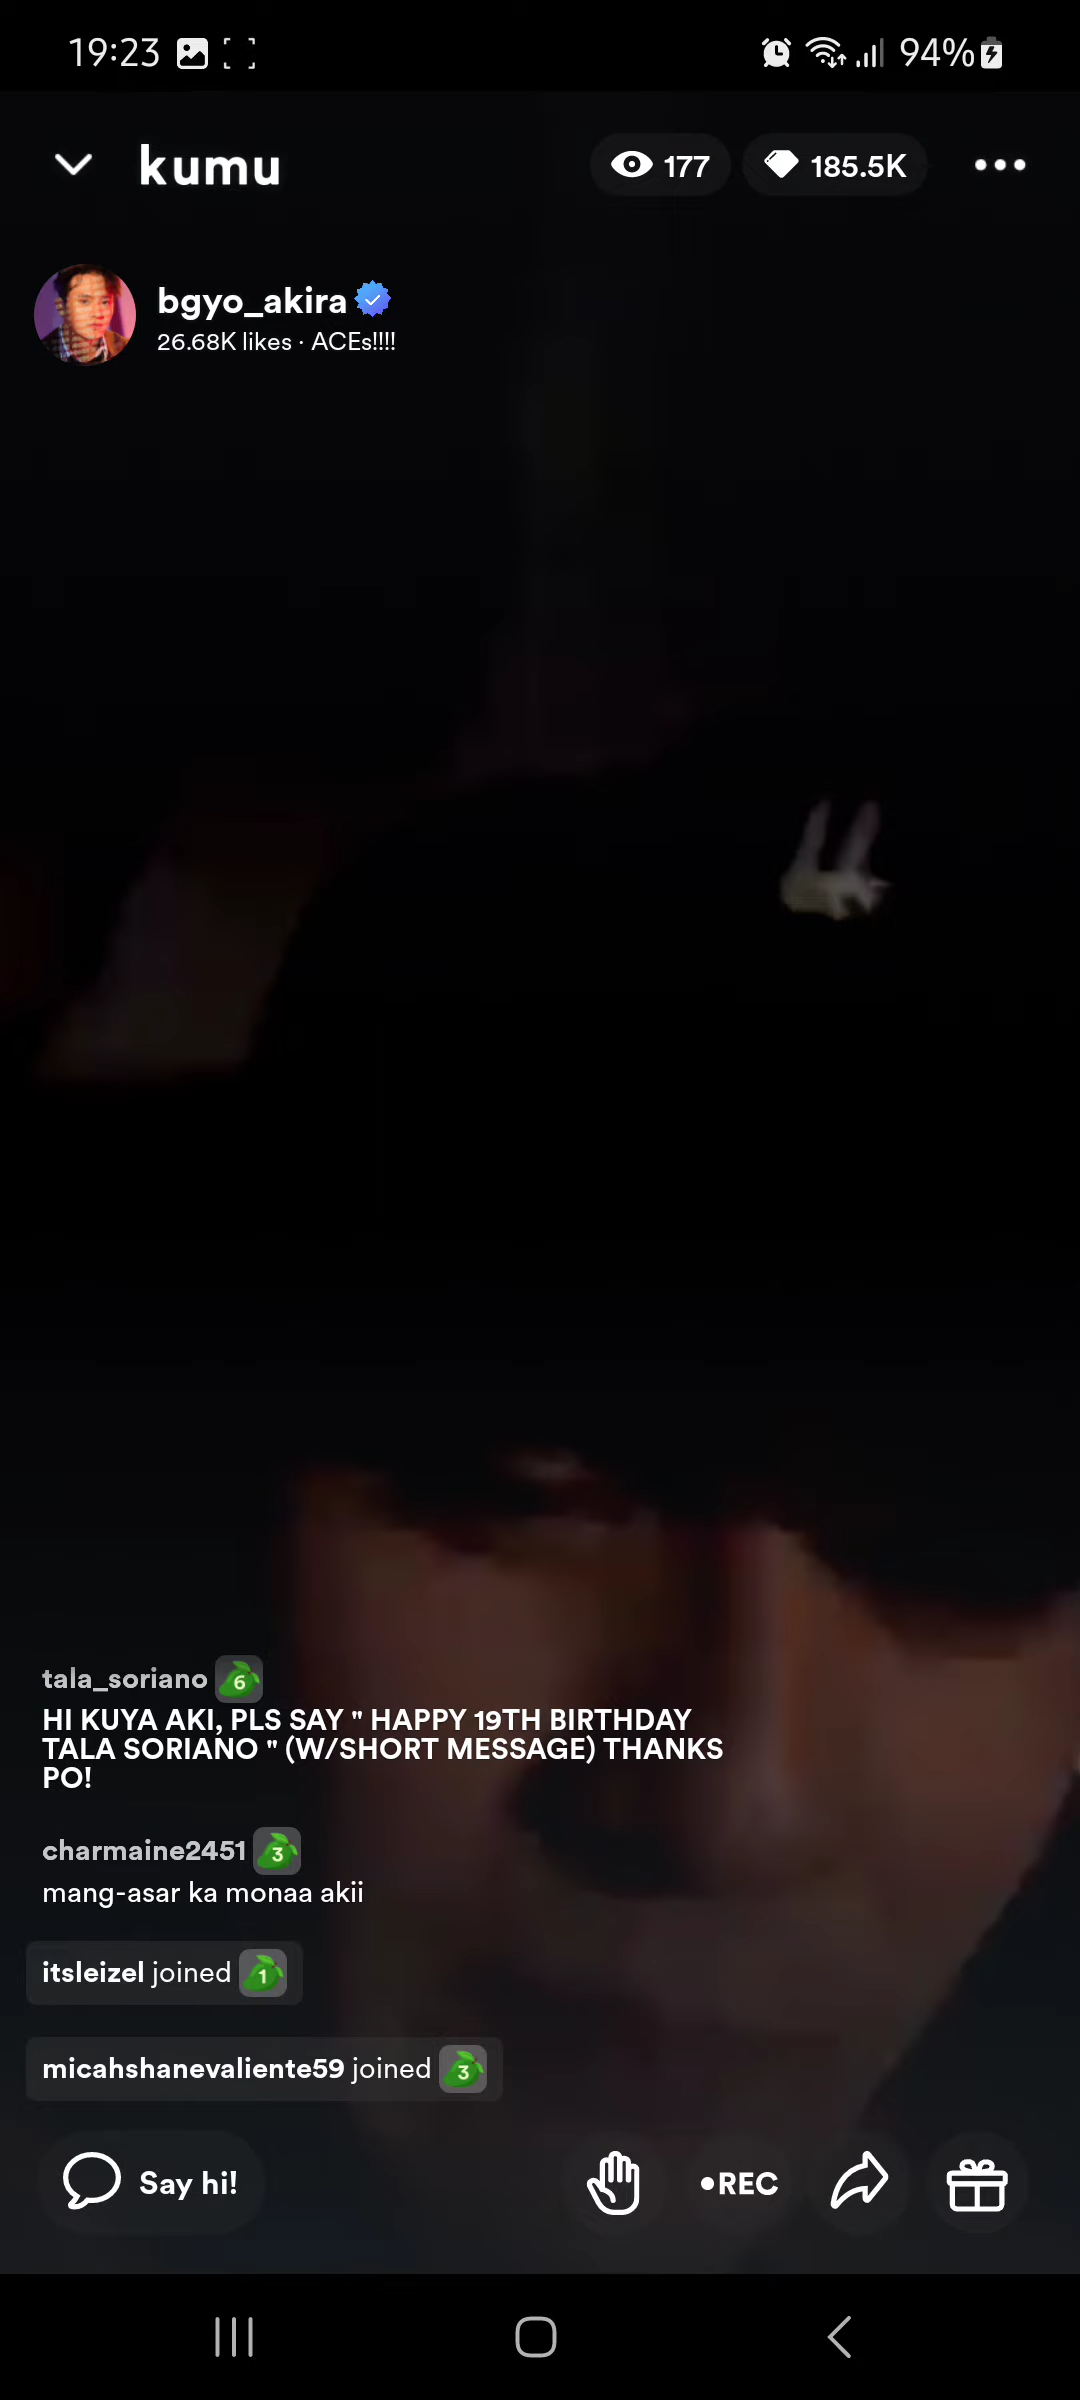 19:23
94%
kumu
177
185.5K
bgyo_akira
26.68K likes · ACEs!!!!
tala_soriano 6
HI KUYA AKI, PLS SAY " HAPPY 19TH BIRTHDAY
TALA SORIANO " (W/SHORT MESSAGE) THANKS
PO!
charmaine2451 3
mang-asar ka monaa akii
itsleizel joined 1
micahshanevaliente59 joined 3
Say hi!
•REC